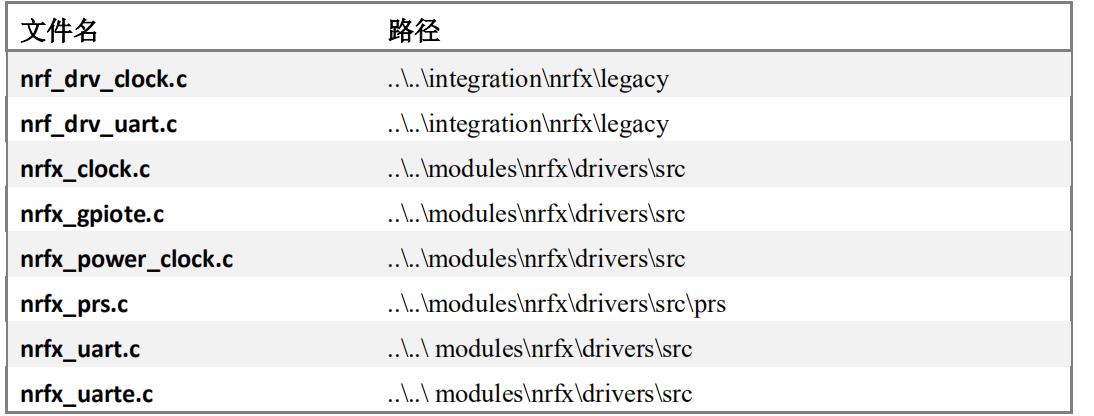 文件名 路径
nrf_drv_clock.c ..\..\integration\nrfx\legacy
nrf_drv_uart.c ..\..\integration\nrfx\legacy
nrfx_clock.c ..\..\modules\nrfx\drivers\src
nrfx_gpiote.c ..\..\modules\nrfx\drivers\src
nrfx_power_clock.c ..\..\modules\nrfx\drivers\src
nrfx_prs.c ..\..\modules\nrfx\drivers\src\prs
nrfx_uart.c ..\..\ modules\nrfx\drivers\src
nrfx_uarte.c ..\..\ modules\nrfx\drivers\src